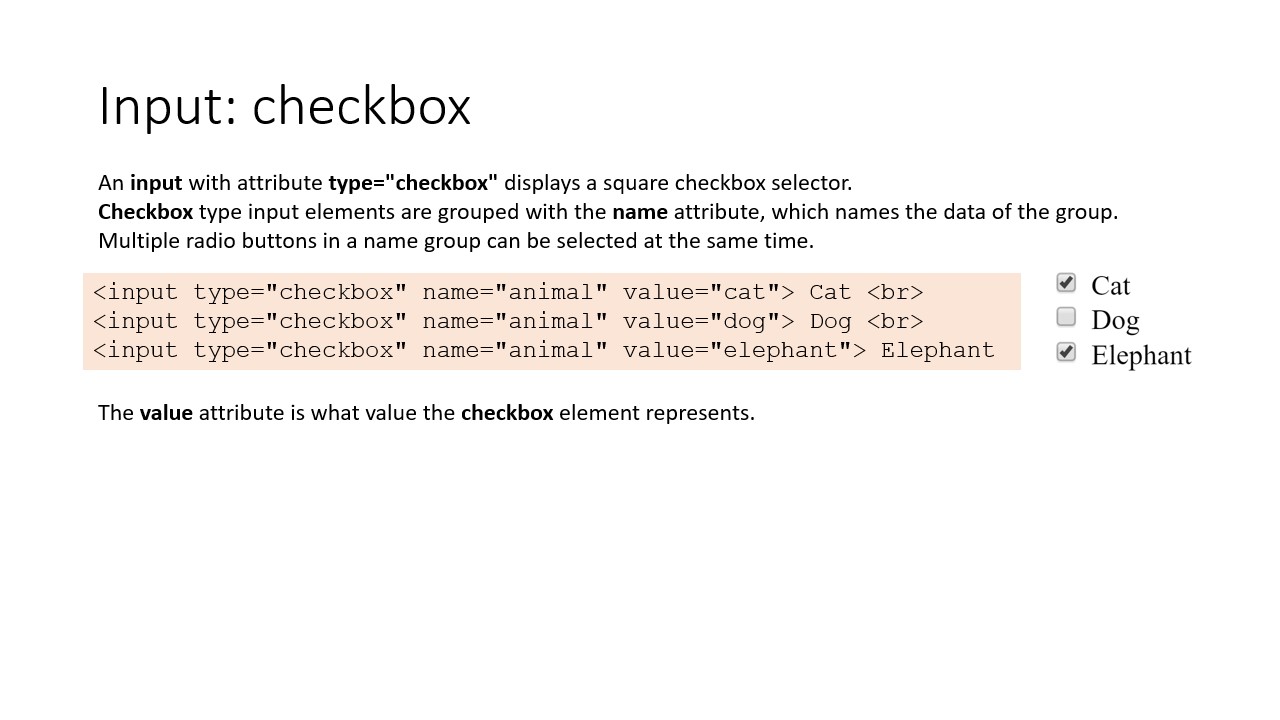 Input: checkbox
An input with attribute type="checkbox" displays a square checkbox selector.
Checkbox type input elements are grouped with the name attribute, which names the data of the group.
Multiple radio buttons in a name group can be selected at the same time.
<input type="checkbox" name="animal" value="cat"> Cat <br>
<input type="checkbox" name="animal" value="dog"> Dog <br>
<input type="checkbox" name="animal" value="elephant"> Elephant
Cat
Dog
Elephant
The value attribute is what value the checkbox element represents.